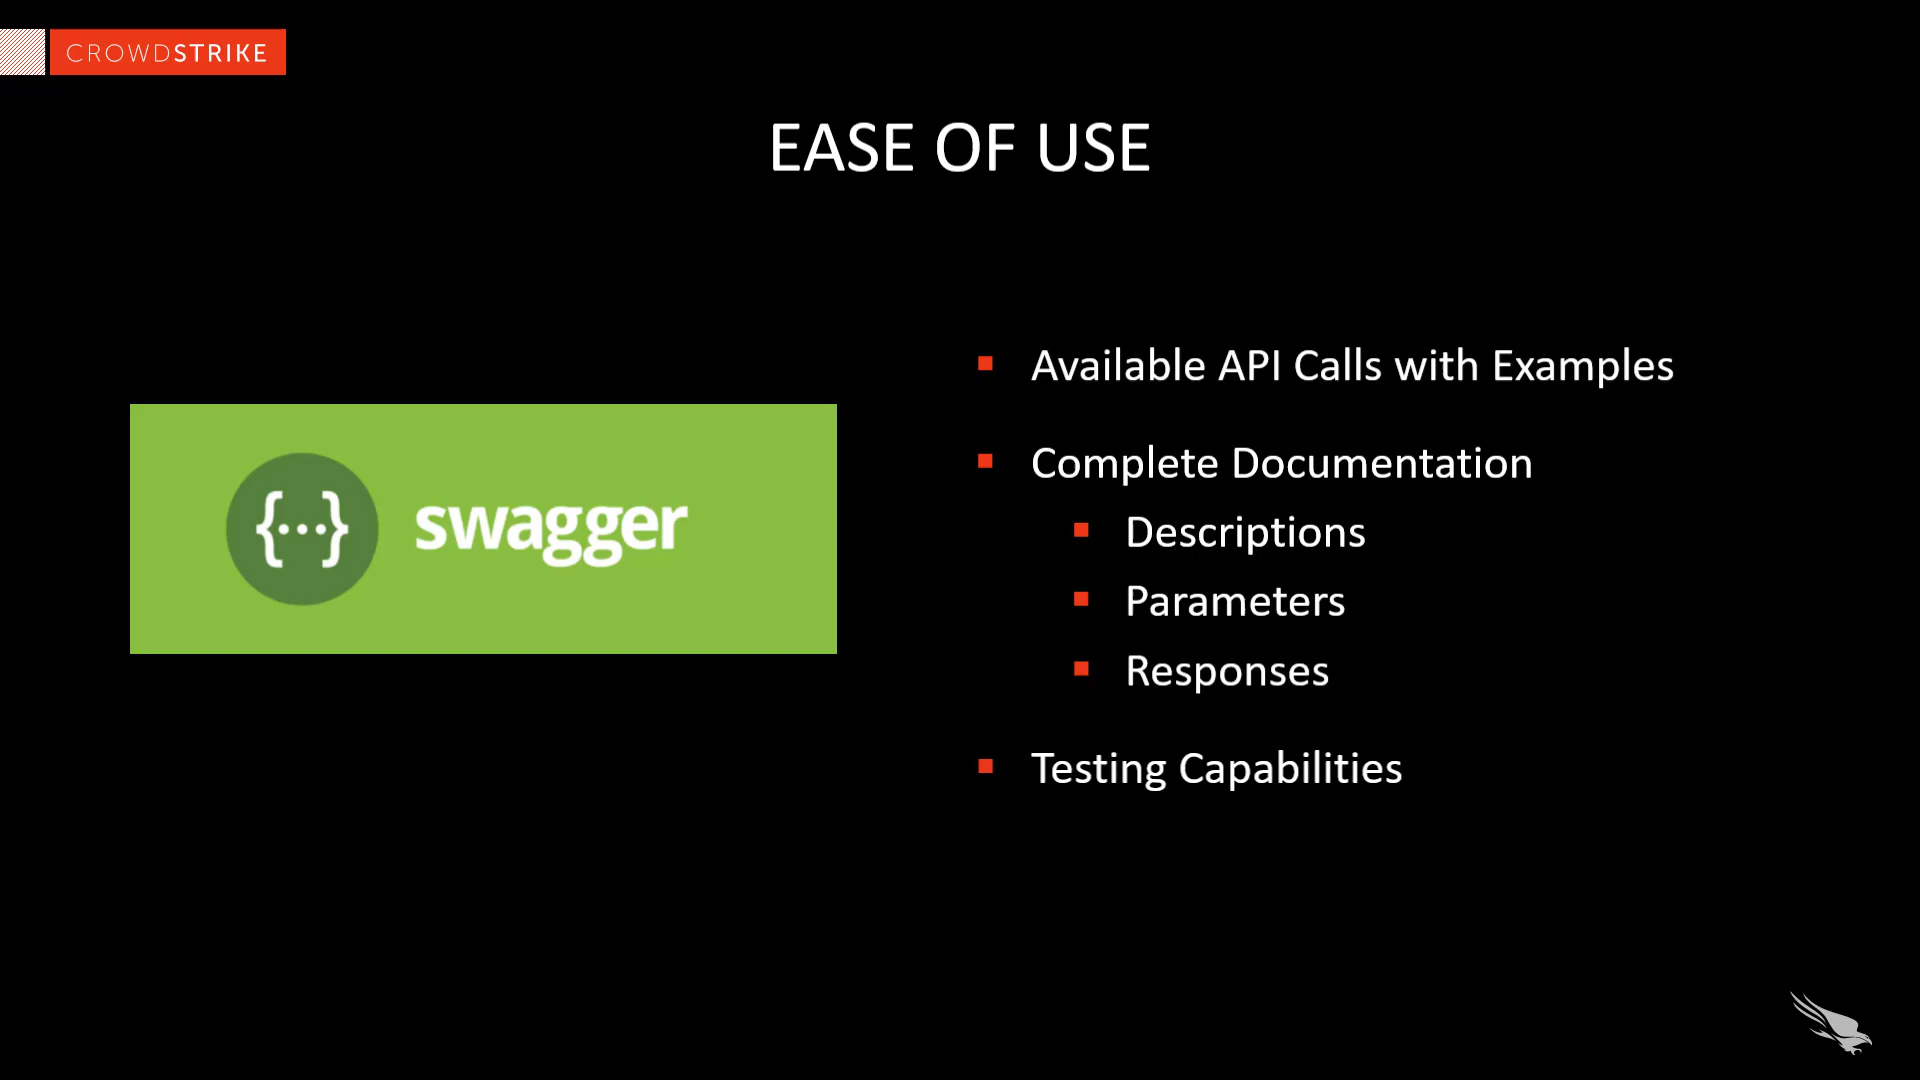 CROWDSTRIKE
EASE OF USE
{···} swagger
Available API Calls with Examples
Complete Documentation
Descriptions
Parameters
Responses
Testing Capabilities